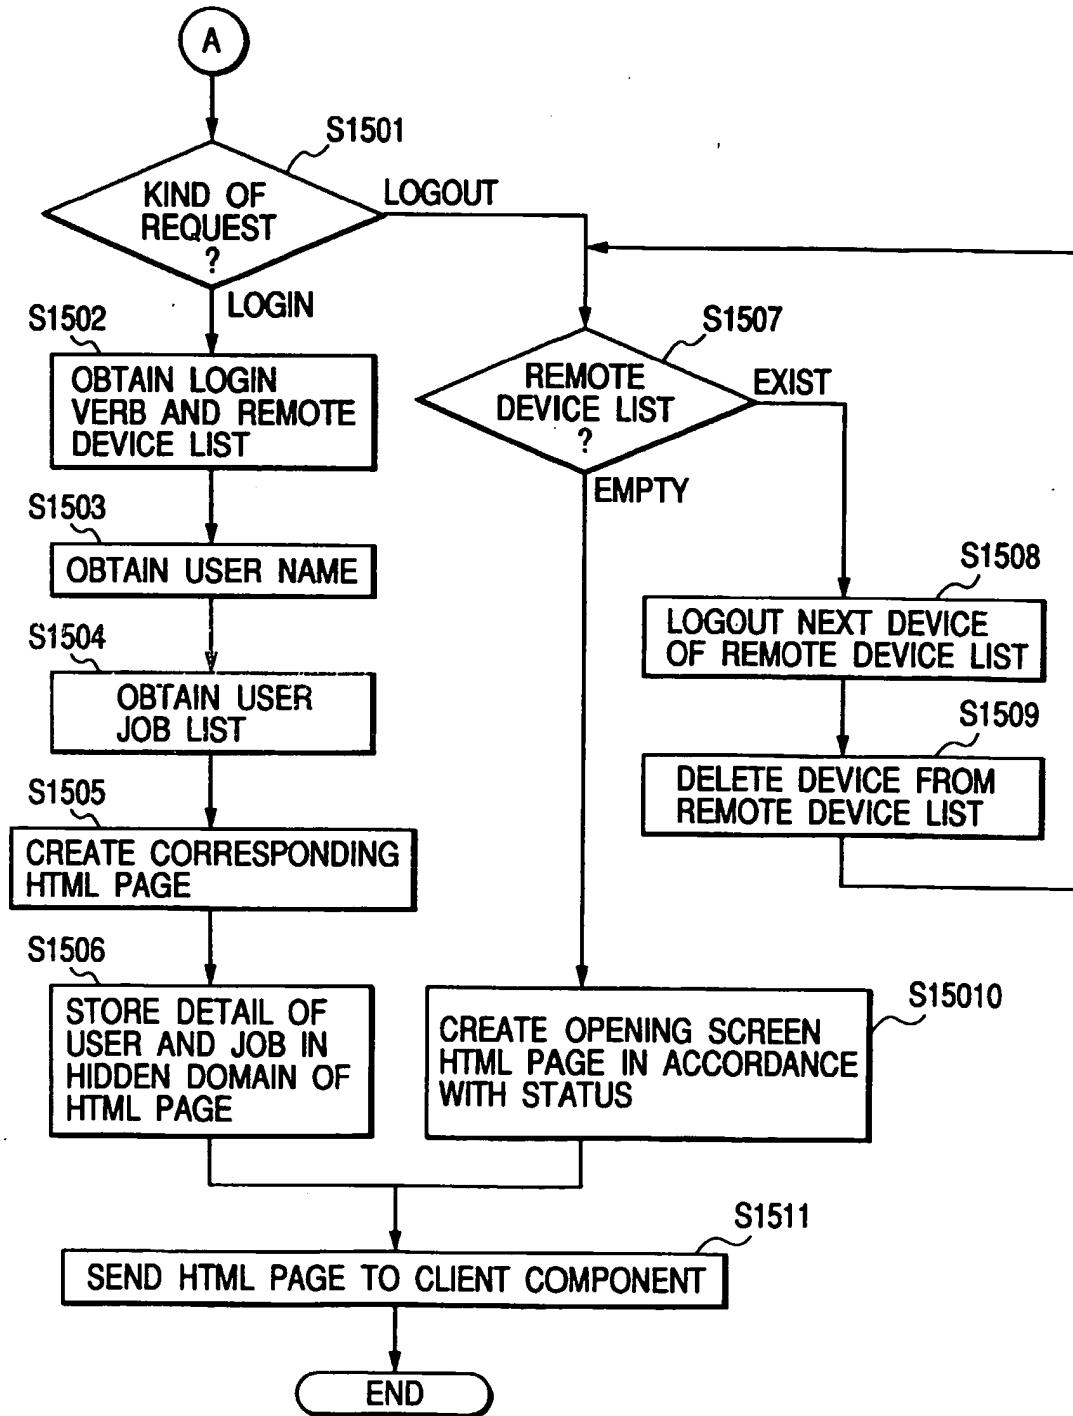 A
S1501
KIND OF
REQUEST
?
LOGOUT
LOGIN
S1502
OBTAIN LOGIN
VERB AND REMOTE
DEVICE LIST
S1503
OBTAIN USER NAME
S1504
OBTAIN USER
JOB LIST
S1505
CREATE CORRESPONDING
HTML PAGE
S1506
STORE DETAIL OF
USER AND JOB IN
HIDDEN DOMAIN OF
HTML PAGE
S1507
REMOTE
DEVICE LIST
?
EXIST
EMPTY
S1508
LOGOUT NEXT DEVICE
OF REMOTE DEVICE LIST
S1509
DELETE DEVICE FROM
REMOTE DEVICE LIST
S15010
CREATE OPENING SCREEN
HTML PAGE IN ACCORDANCE
WITH STATUS
S1511
SEND HTML PAGE TO CLIENT COMPONENT
END